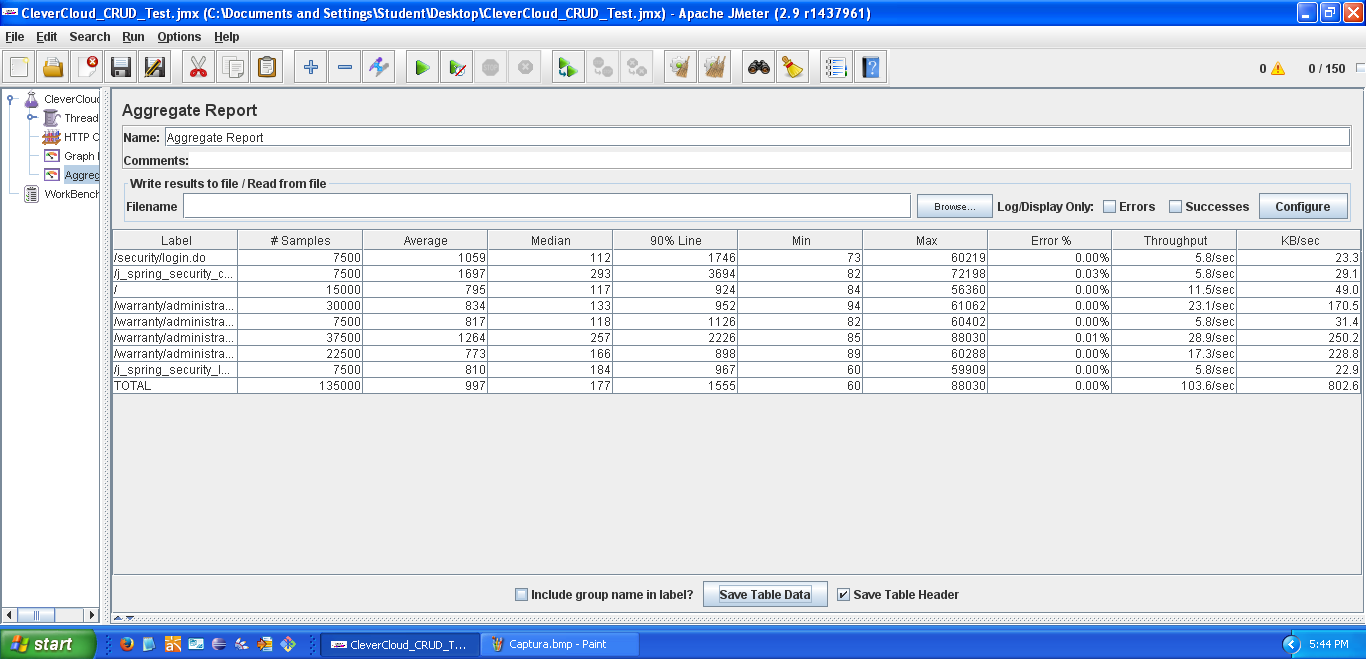 CleverCloud_CRUD_Test.jmx (C:\Documents and Settings\Student\Desktop\CleverCloud_CRUD_Test.jmx) - Apache JMeter (2.9 r1437961)
File Edit Search Run Options Help
0 0 / 150
CleverCloud
Thread
HTTP C
Graph
Aggreg
WorkBench
Aggregate Report
Name: Aggregate Report
Comments:
Write results to file / Read from file
Filename Browse... Log/Display Only: Errors Successes Configure
Label # Samples Average Median 90% Line Min Max Error % Throughput KB/sec
/security/login.do 7500 1059 112 1746 73 60219 0.00% 5.8/sec 23.3
/j_spring_security_c... 7500 1697 293 3694 82 72198 0.03% 5.8/sec 29.1
/ 15000 795 117 924 84 56360 0.00% 11.5/sec 49.0
/warranty/administra... 30000 834 133 952 94 61062 0.00% 23.1/sec 170.5
/warranty/administra... 7500 817 118 1126 82 60402 0.00% 5.8/sec 31.4
/warranty/administra... 37500 1264 257 2226 85 88030 0.01% 28.9/sec 250.2
/warranty/administra... 22500 773 166 898 89 60288 0.00% 17.3/sec 228.8
/j_spring_security_l... 7500 810 184 967 60 59909 0.00% 5.8/sec 22.9
TOTAL 135000 997 177 1555 60 88030 0.00% 103.6/sec 802.6
Include group name in label? Save Table Data Save Table Header
start CleverCloud_CRUD_T... Captura.bmp - Paint 5:44 PM